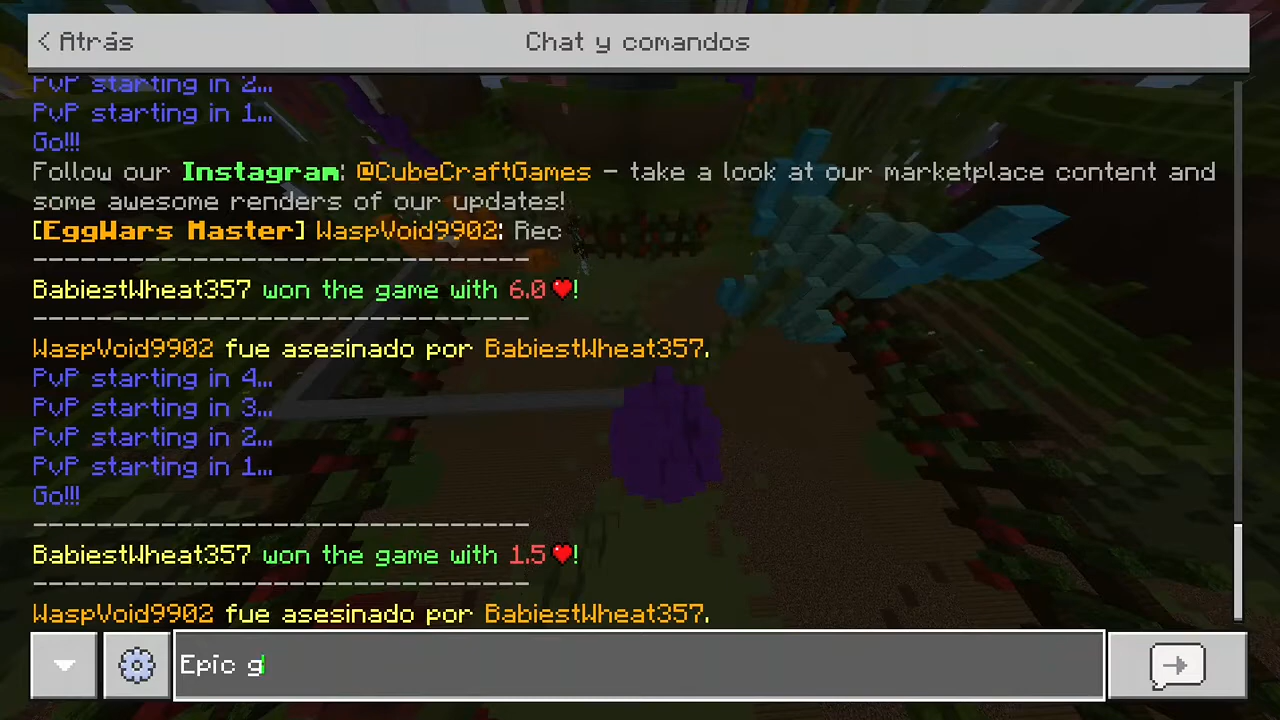 < Atrás
Chat y comandos
PvP starting in 2...
PvP starting in 1...
Go!!!
Follow our Instagram: @CubeCraftGames - take a look at our marketplace content and
some awesome renders of our updates!
[EggWars Master] WaspVoid9902: Rec
-------------------------------
BabiestWheat357 won the game with 6.0❤!
-------------------------------
WaspVoid9902 fue asesinado por BabiestWheat357.
PvP starting in 4...
PvP starting in 3...
PvP starting in 2...
PvP starting in 1...
Go!!!
-------------------------------
BabiestWheat357 won the game with 1.5❤!
-------------------------------
WaspVoid9902 fue asesinado por BabiestWheat357.
Epic g